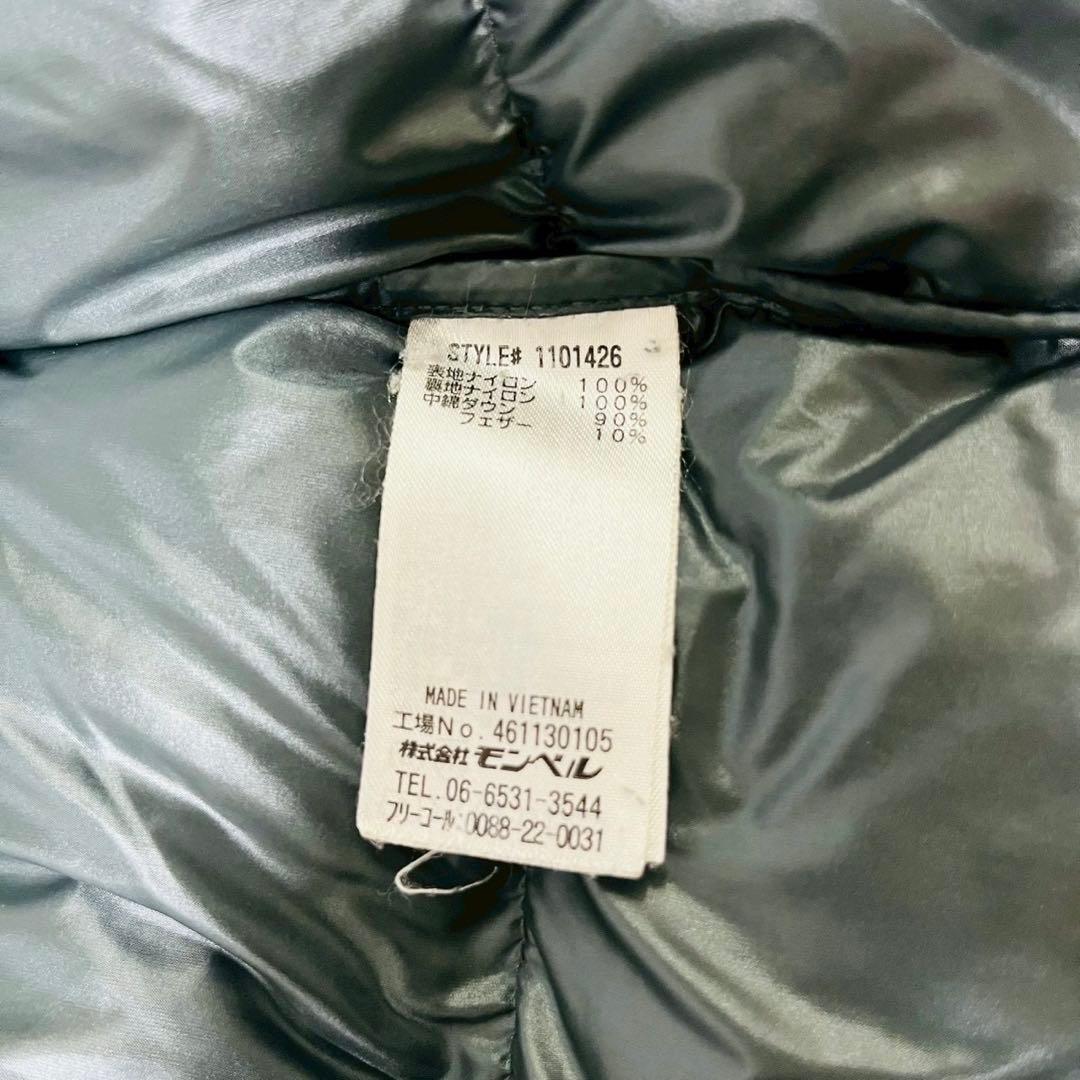 STYLE# 1101426
表地ナイロン 100%
裏地ナイロン 100%
中綿ダウン 90%
フェザー 10%
MADE IN VIETNAM
工場No.461130105
株式会社 モンベル
TEL.06-6531-3544
フリーコール:0088-22-0031